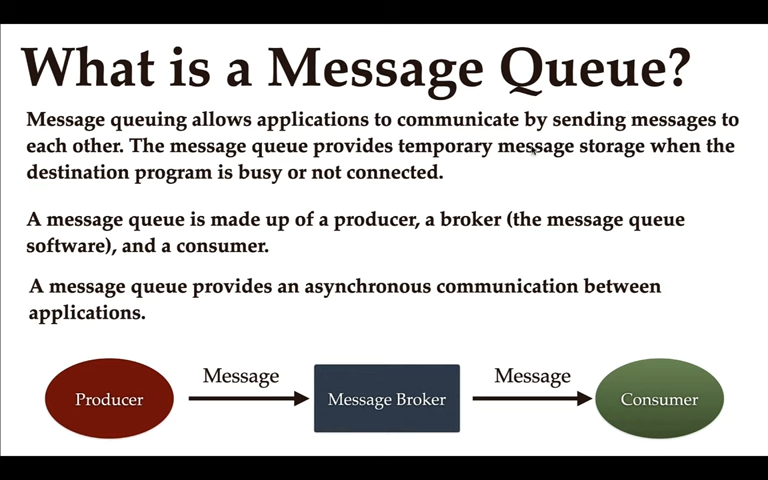 What is a Message Queue?
Message queuing allows applications to communicate by sending messages to
each other. The message queue provides temporary message storage when the
destination program is busy or not connected.
A message queue is made up of a producer, a broker (the message queue
software), and a consumer.
A message queue provides an asynchronous communication between
applications.
Producer
Message
Message Broker
Message
Consumer